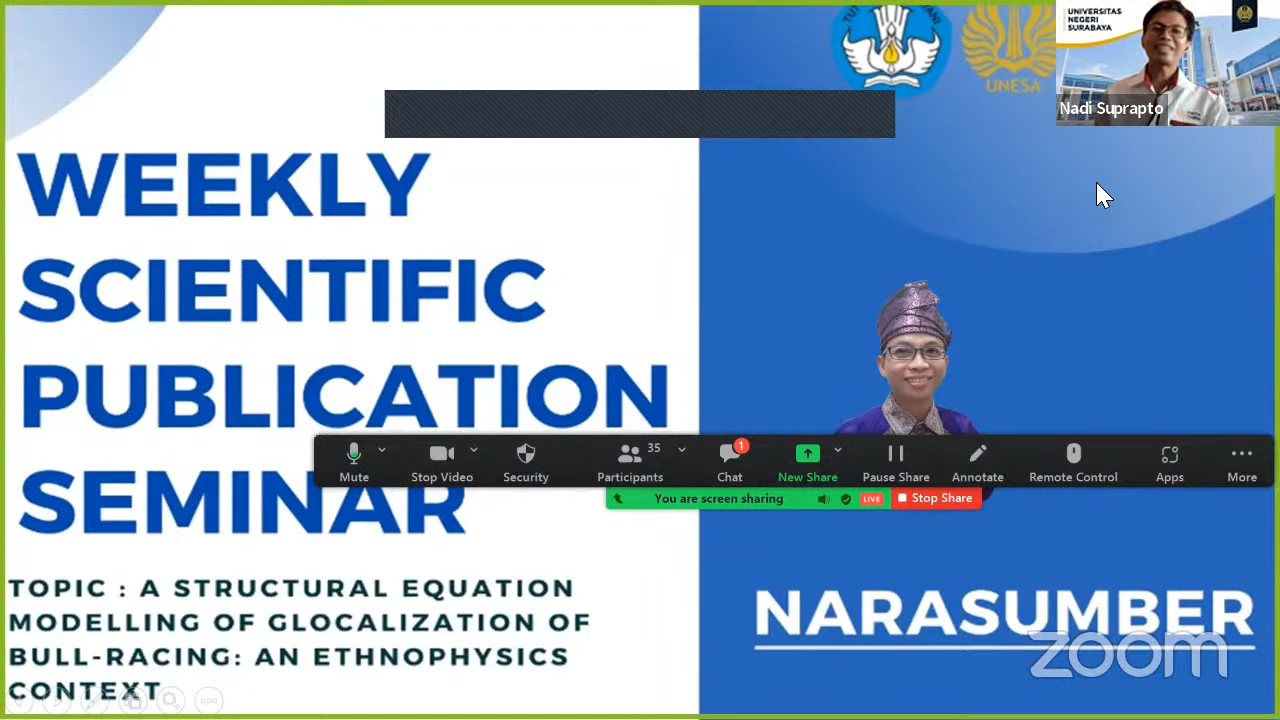 UNIVERSITAS
NEGERI
SURABAYA
UNESA
Nadi Suprapto
WEEKLY
SCIENTIFIC
PUBLICATION
SEMINAR
Mute
Stop Video
Security
Participants
35
Chat
1
New Share
Pause Share
Annotate
Remote Control
Apps
More
You are screen sharing
LIVE
Stop Share
TOPIC : A STRUCTURAL EQUATION
MODELLING OF GLOCALIZATION OF
BULL-RACING: AN ETHNOPHYSICS
CONTEXT
NARASUMBER
zoom